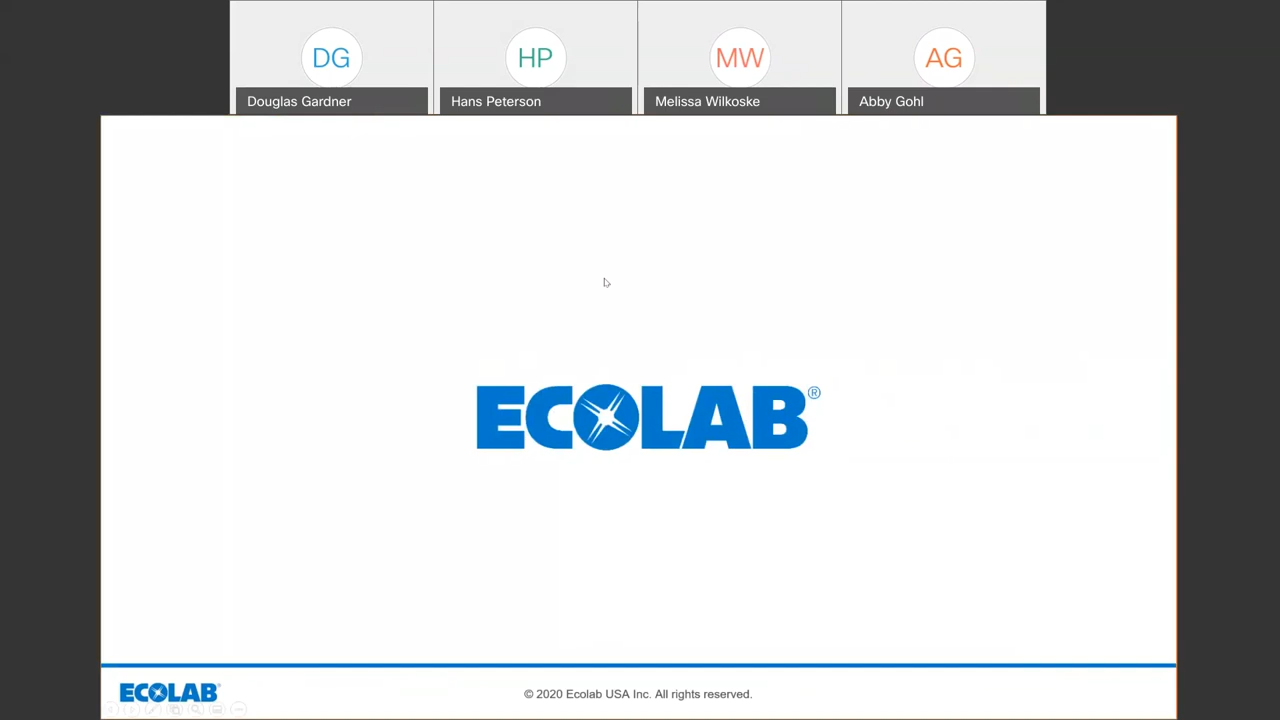 DG
HP
MW
AG
Douglas Gardner
Hans Peterson
Melissa Wilkoske
Abby Gohl
ECOLAB®
ECOLAB®
© 2020 Ecolab USA Inc. All rights reserved.